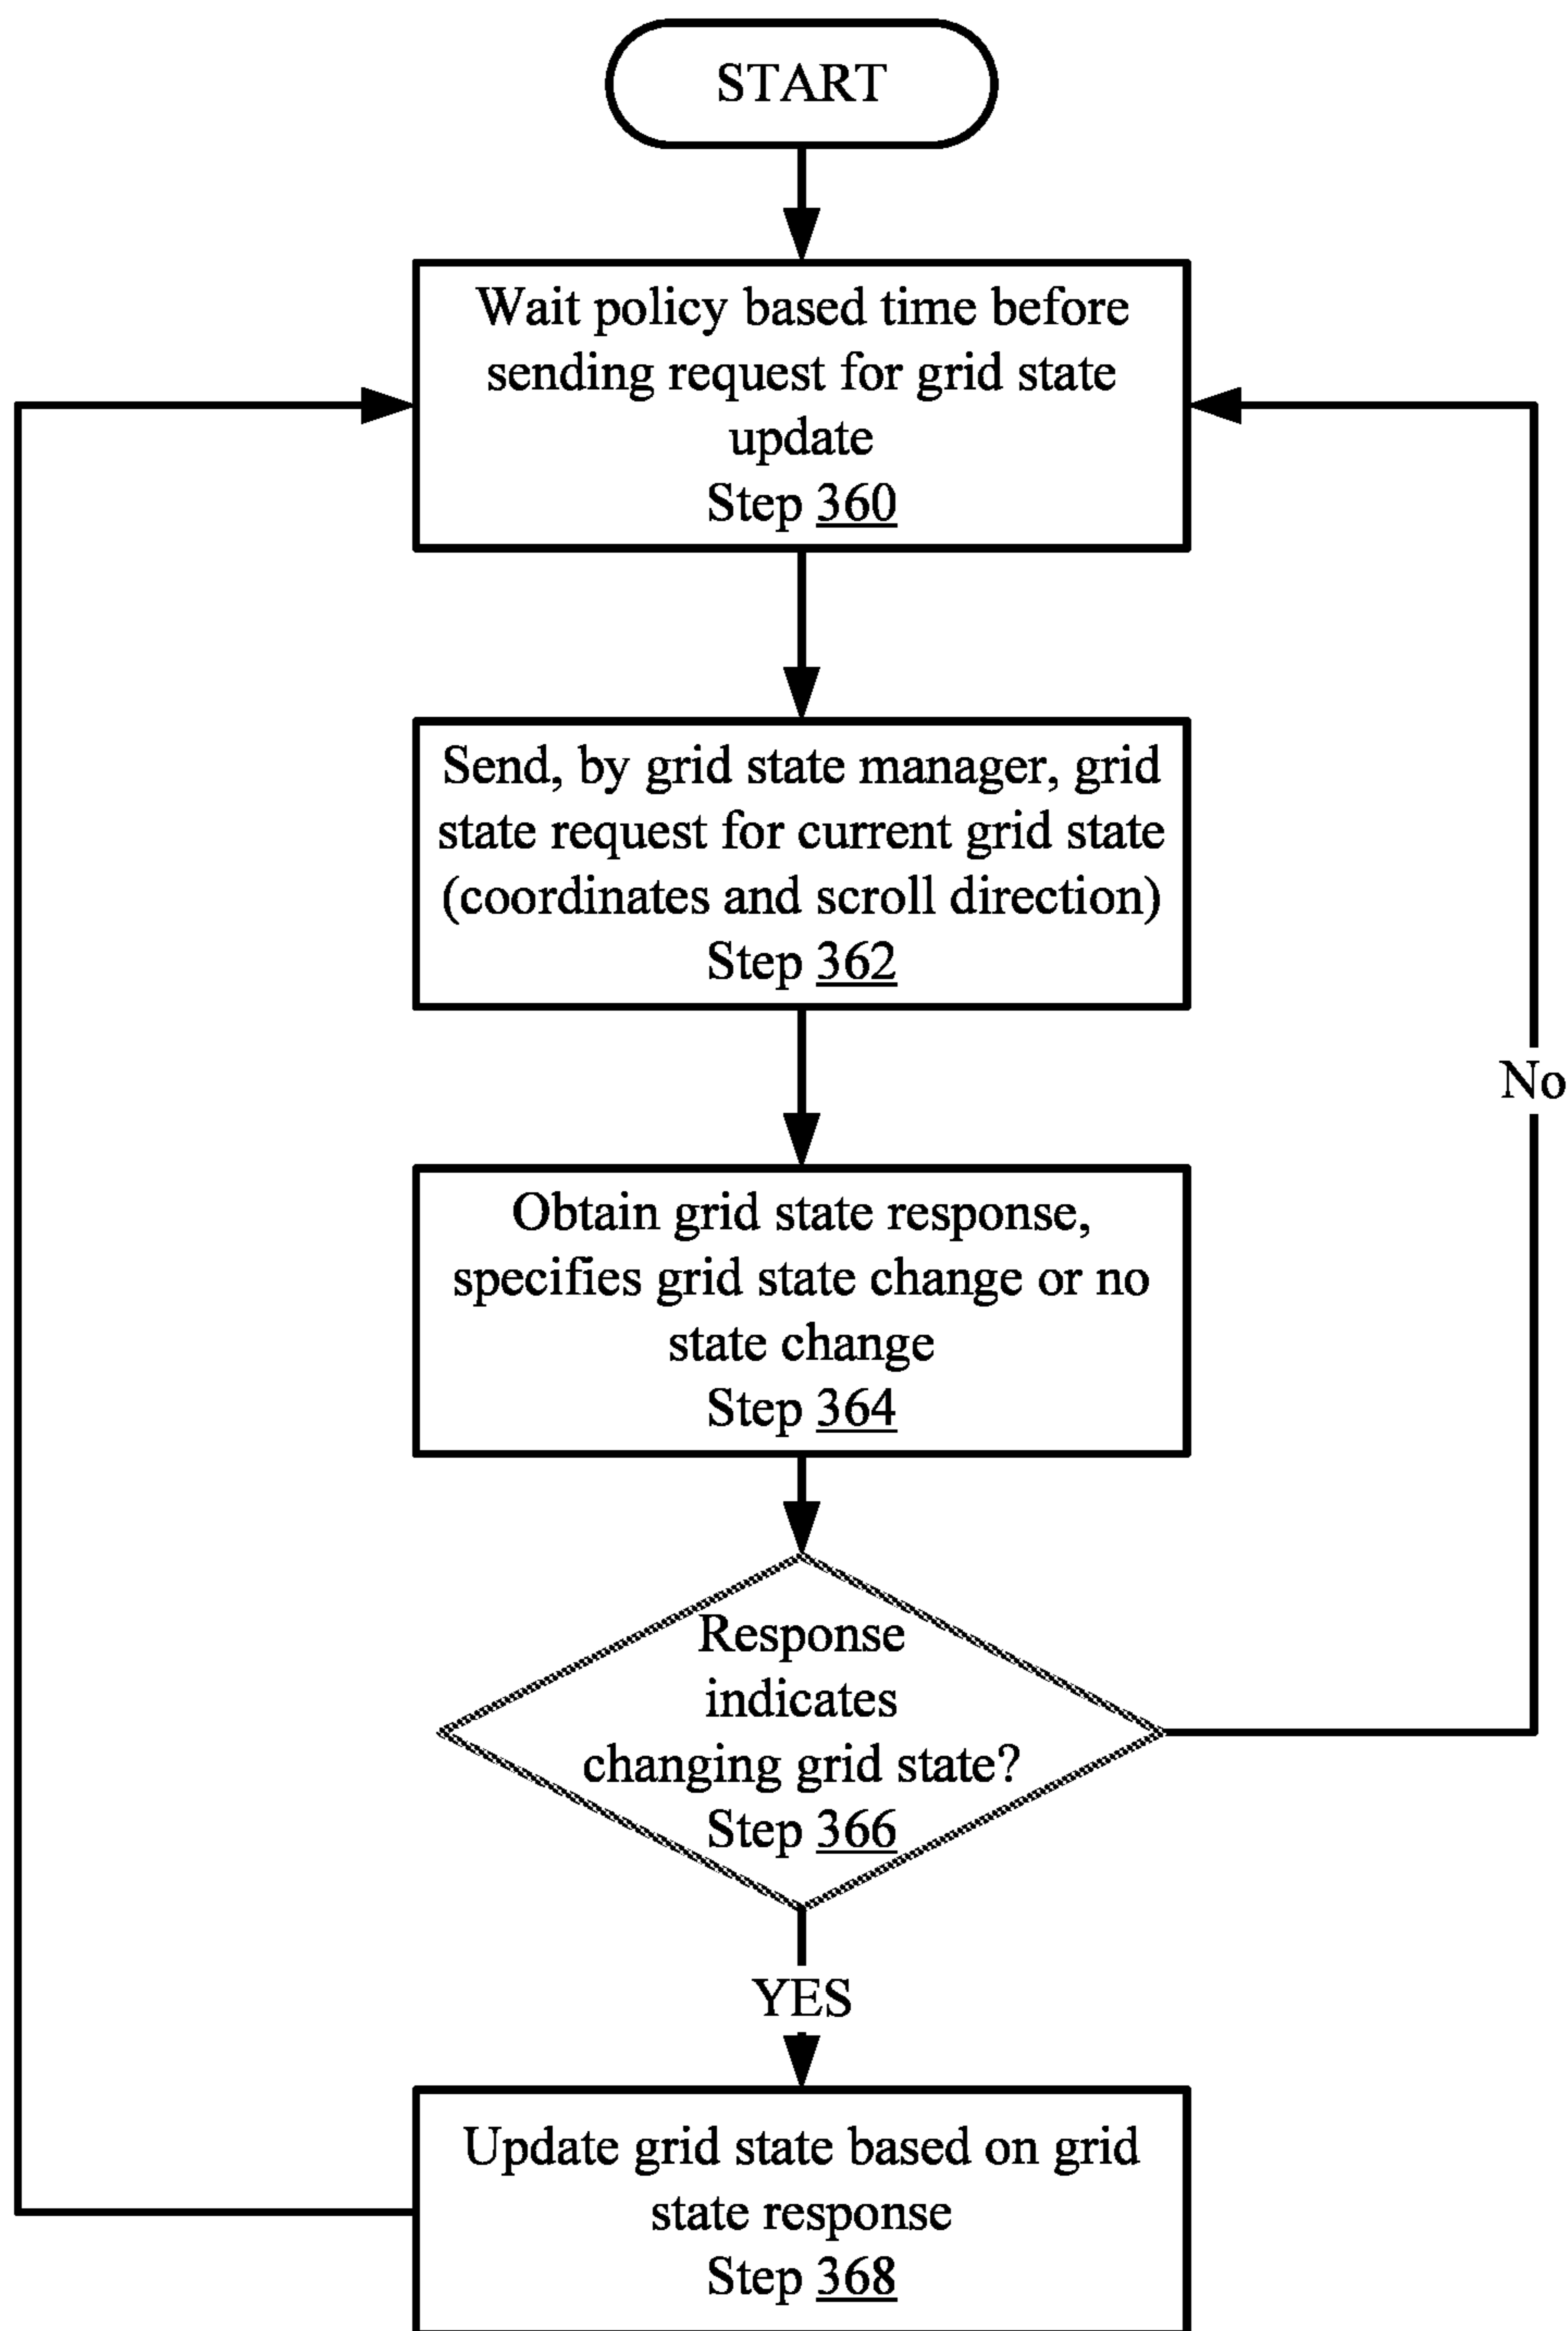 START
Wait policy based time before
sending request for grid state
update
Step 360
Send, by grid state manager, grid
state request for current grid state
(coordinates and scroll direction)
Step 362
No
Obtain grid state response,
specifies grid state change or no
state change
Step 364
Response
indicates
changing grid state?
Step 366
YES
Update grid state based on grid
state response
Step 368